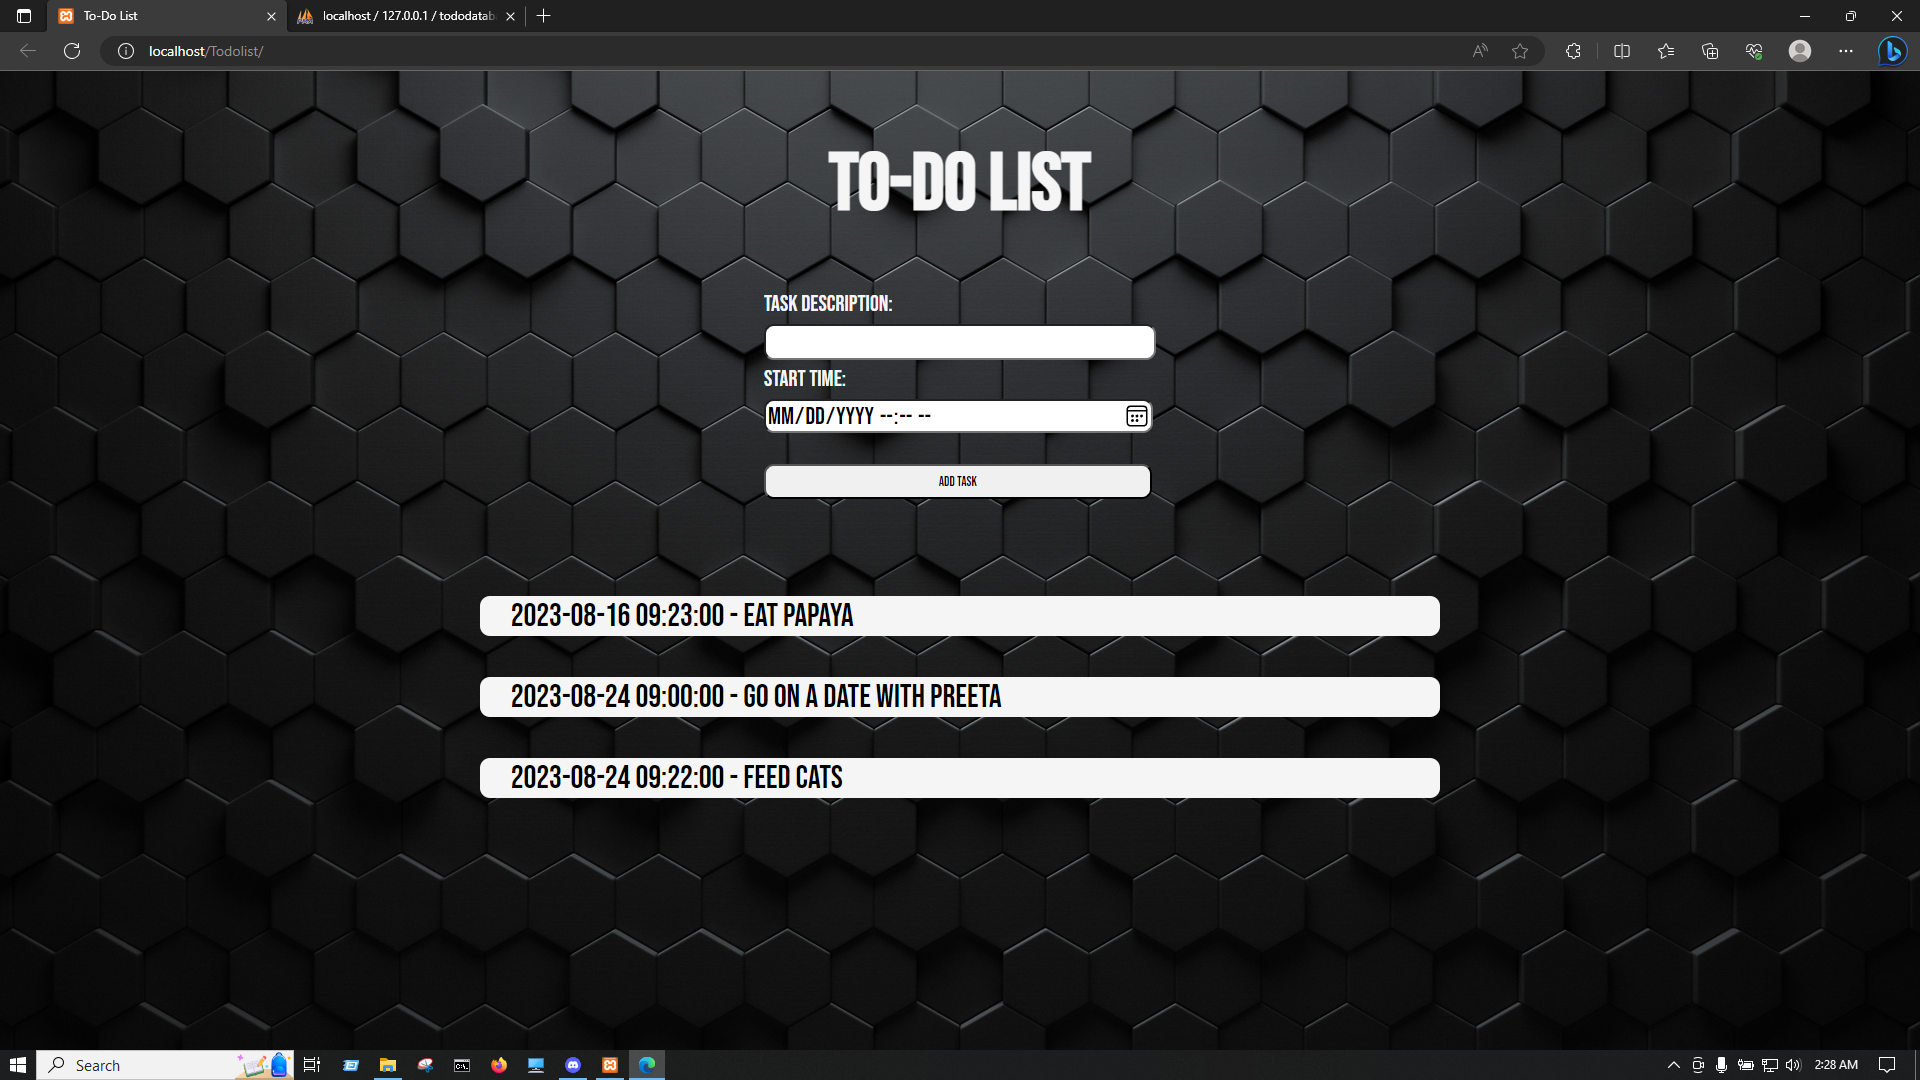 To-Do List
localhost / 127.0.0.1 / tododatab
localhost/Todolist/
TO-DO LIST
TASK DESCRIPTION:
START TIME:
MM/DD/YYYY --:-- --
ADD TASK
2023-08-16 09:23:00 - EAT PAPAYA
2023-08-24 09:00:00 - GO ON A DATE WITH PREETA
2023-08-24 09:22:00 - FEED CATS
Search
2:28 AM